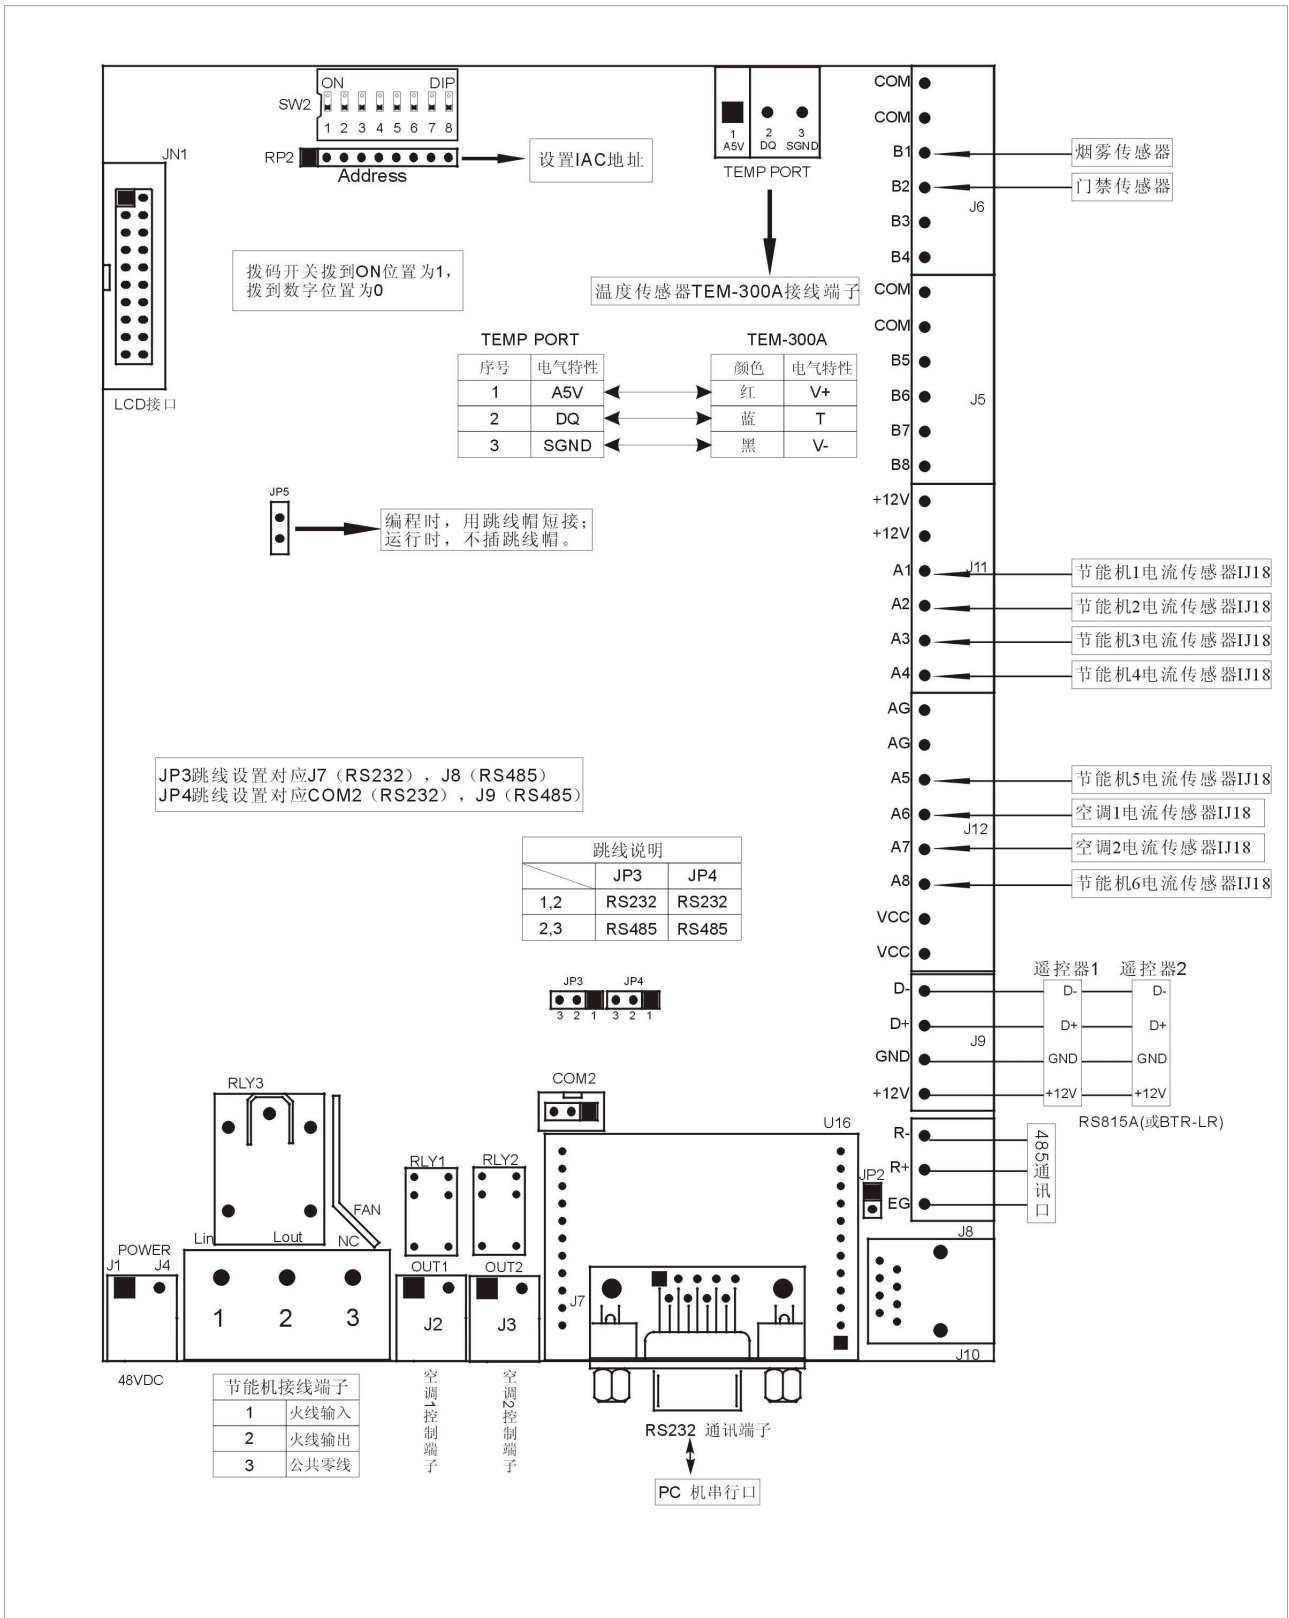 ON DIP
SW2
1 2 3 4 5 6 7 8
RP2
Address
设置IAC地址
JN1
LCD接口
拨码开关拨到ON位置为1，
拨到数字位置为0
1 2 3
A5V DQ SGND
TEMP PORT
温度传感器TEM-300A接线端子
TEMP PORT TEM-300A
序号 电气特性 颜色 电气特性
1 A5V 红 V+
2 DQ 蓝 T
3 SGND 黑 V-
JP5
编程时，用跳线帽短接；
运行时，不插跳线帽。
COM
COM
B1 烟雾传感器
B2 门禁传感器
J6
B3
B4
COM
COM
B5
B6
J5
B7
B8
+12V
+12V
A1 J11 节能机1电流传感器IJ18
A2 节能机2电流传感器IJ18
A3 节能机3电流传感器IJ18
A4 节能机4电流传感器IJ18
AG
AG
A5 节能机5电流传感器IJ18
A6 空调1电流传感器IJ18
J12
A7 空调2电流传感器IJ18
A8 节能机6电流传感器IJ18
VCC
VCC
JP3跳线设置对应J7（RS232），J8（RS485）
JP4跳线设置对应COM2（RS232），J9（RS485）
跳线说明
JP3 JP4
1,2 RS232 RS232
2,3 RS485 RS485
JP3 JP4
3 2 1 3 2 1
遥控器1 遥控器2
D- D- D-
D+ D+ D+
J9
GND GND GND
+12V +12V +12V
RS815A(或BTR-LR)
R-
R+
EG
485通讯口
J8
J10
JP2
U16
COM2
J7
RLY3
FAN
Lin Lout NC
1 2 3
RLY1 RLY2
OUT1 OUT2
J2 J3
POWER
J1 J4
48VDC
节能机接线端子
1 火线输入
2 火线输出
3 公共零线
空调1控制端子
空调2控制端子
RS232 通讯端子
PC 机串行口